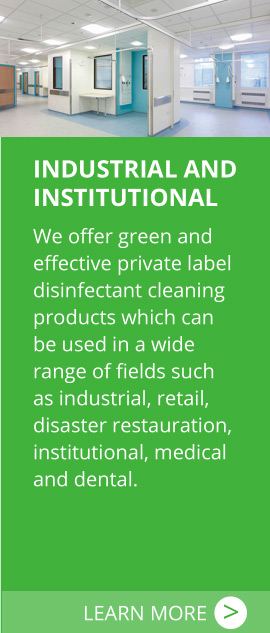 INDUSTRIAL AND
INSTITUTIONAL
We offer green and
effective private label
disinfectant cleaning
products which can
be used in a wide
range of fields such
as industrial, retail,
disaster restauration,
institutional, medical
and dental.
LEARN MORE >